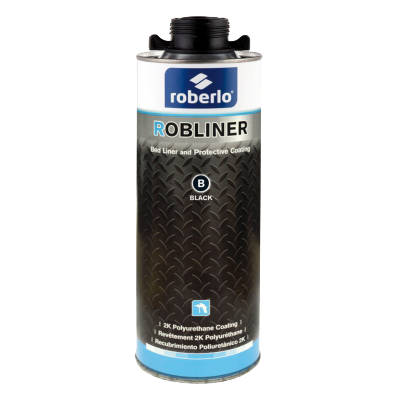 roberlo
ROBLINER
Bed Liner and Protective Coating
B
BLACK
| 2K Polyurethane Coating |
| Revêtement 2K Polyuréthane |
| Recubrimiento Poliuretánico 2K |